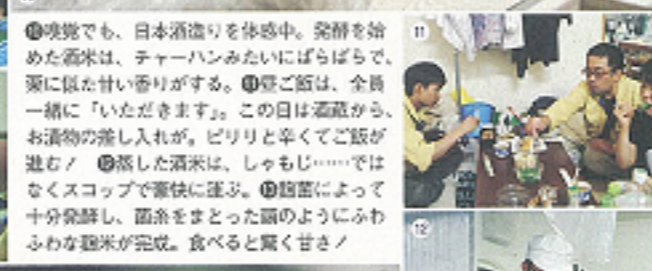 ⑩嗅覚でも、日本酒造りを体感中。発酵を始
めた酒米は、チャーハンみたいにぱらぱらで、
栗に似た甘い香りがする。⑪昼ご飯は、全員
一緒に「いただきます」。この日は酒蔵から、
お漬物の差し入れが。ピリリと辛くてご飯が
進む！ ⑫蒸した酒米は、しゃもじ……では
なくスコップで豪快に運ぶ。⑬麹菌によって
十分発酵し、菌糸をまとった繭のようにふわ
ふわな麹米が完成。食べると驚く甘さ！
11
12